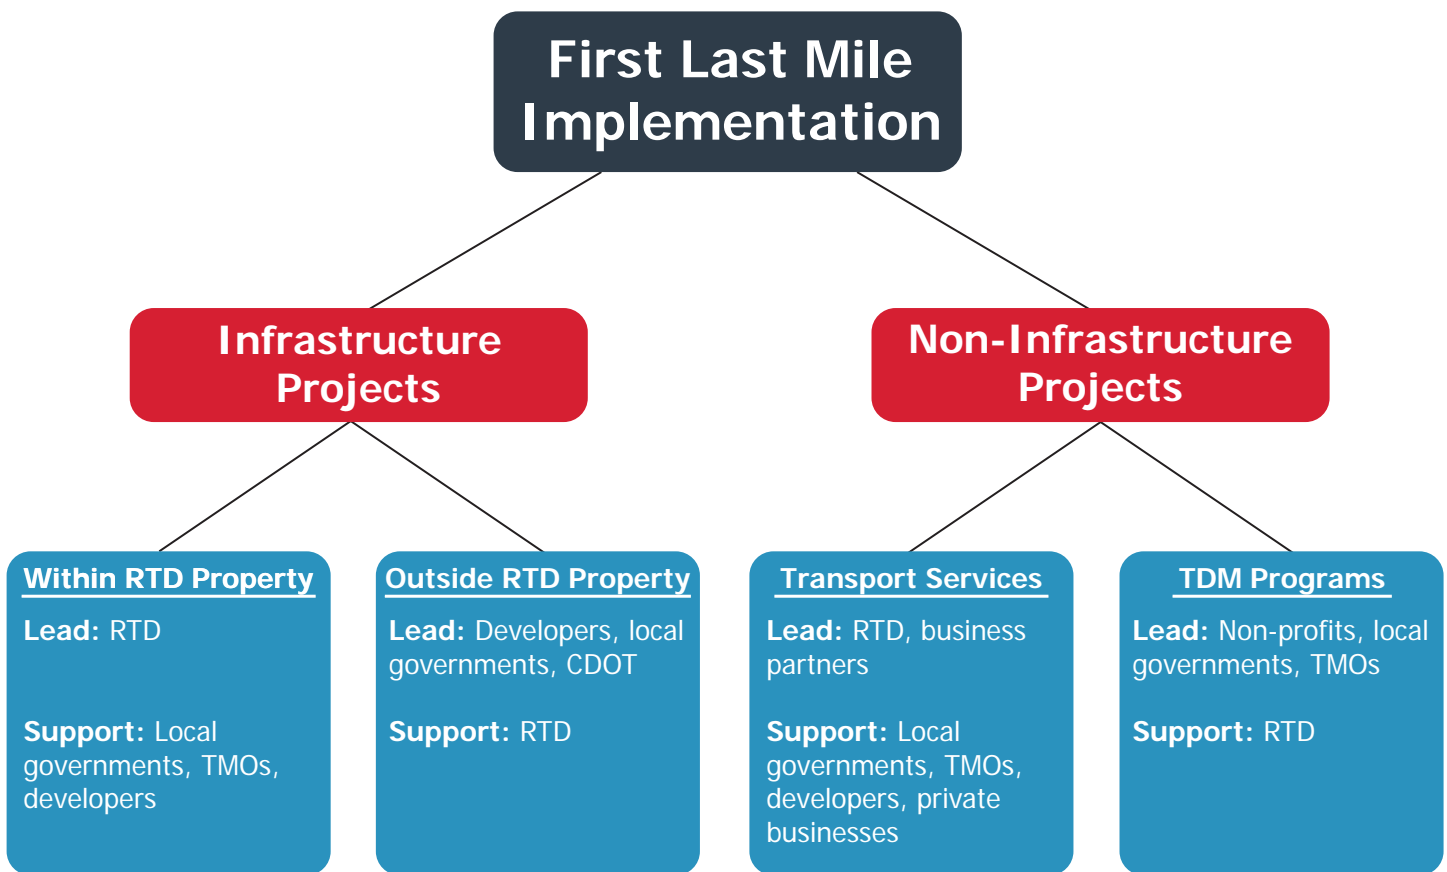 First Last Mile
Implementation
Infrastructure
Projects
Non-Infrastructure
Projects
Within RTD Property
Lead: RTD
Support: Local
governments, TMOs,
developers
Outside RTD Property
Lead: Developers, local
governments, CDOT
Support: RTD
Transport Services
Lead: RTD, business
partners
Support: Local
governments, TMOs,
developers, private
businesses
TDM Programs
Lead: Non-profits, local
governments, TMOs
Support: RTD